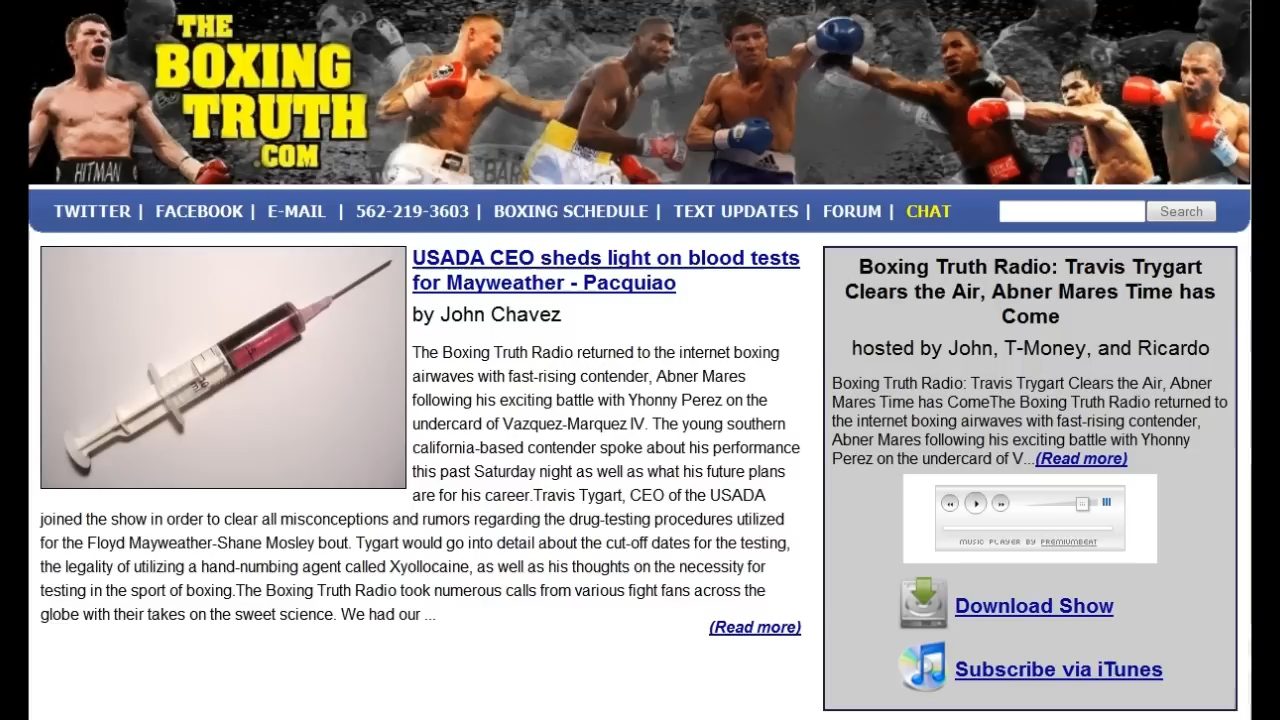 THE
BOXING
TRUTH
.COM
HITMAN
BAR
TWITTER | FACEBOOK | E-MAIL | 562-219-3603 | BOXING SCHEDULE | TEXT UPDATES | FORUM | CHAT
Search
USADA CEO sheds light on blood tests
for Mayweather - Pacquiao
by John Chavez
The Boxing Truth Radio returned to the internet boxing
airwaves with fast-rising contender, Abner Mares
following his exciting battle with Yhonny Perez on the
undercard of Vazquez-Marquez IV. The young southern
california-based contender spoke about his performance
this past Saturday night as well as what his future plans
are for his career.Travis Tygart, CEO of the USADA
joined the show in order to clear all misconceptions and rumors regarding the drug-testing procedures utilized
for the Floyd Mayweather-Shane Mosley bout. Tygart would go into detail about the cut-off dates for the testing,
the legality of utilizing a hand-numbing agent called Xyollocaine, as well as his thoughts on the necessity for
testing in the sport of boxing.The Boxing Truth Radio took numerous calls from various fight fans across the
globe with their takes on the sweet science. We had our ...
(Read more)
Boxing Truth Radio: Travis Trygart
Clears the Air, Abner Mares Time has
Come
hosted by John, T-Money, and Ricardo
Boxing Truth Radio: Travis Trygart Clears the Air, Abner
Mares Time has ComeThe Boxing Truth Radio returned to
the internet boxing airwaves with fast-rising contender,
Abner Mares following his exciting battle with Yhonny
Perez on the undercard of V...(Read more)
MUSIC PLAYER BY PREMIUMBEAT
Download Show
Subscribe via iTunes